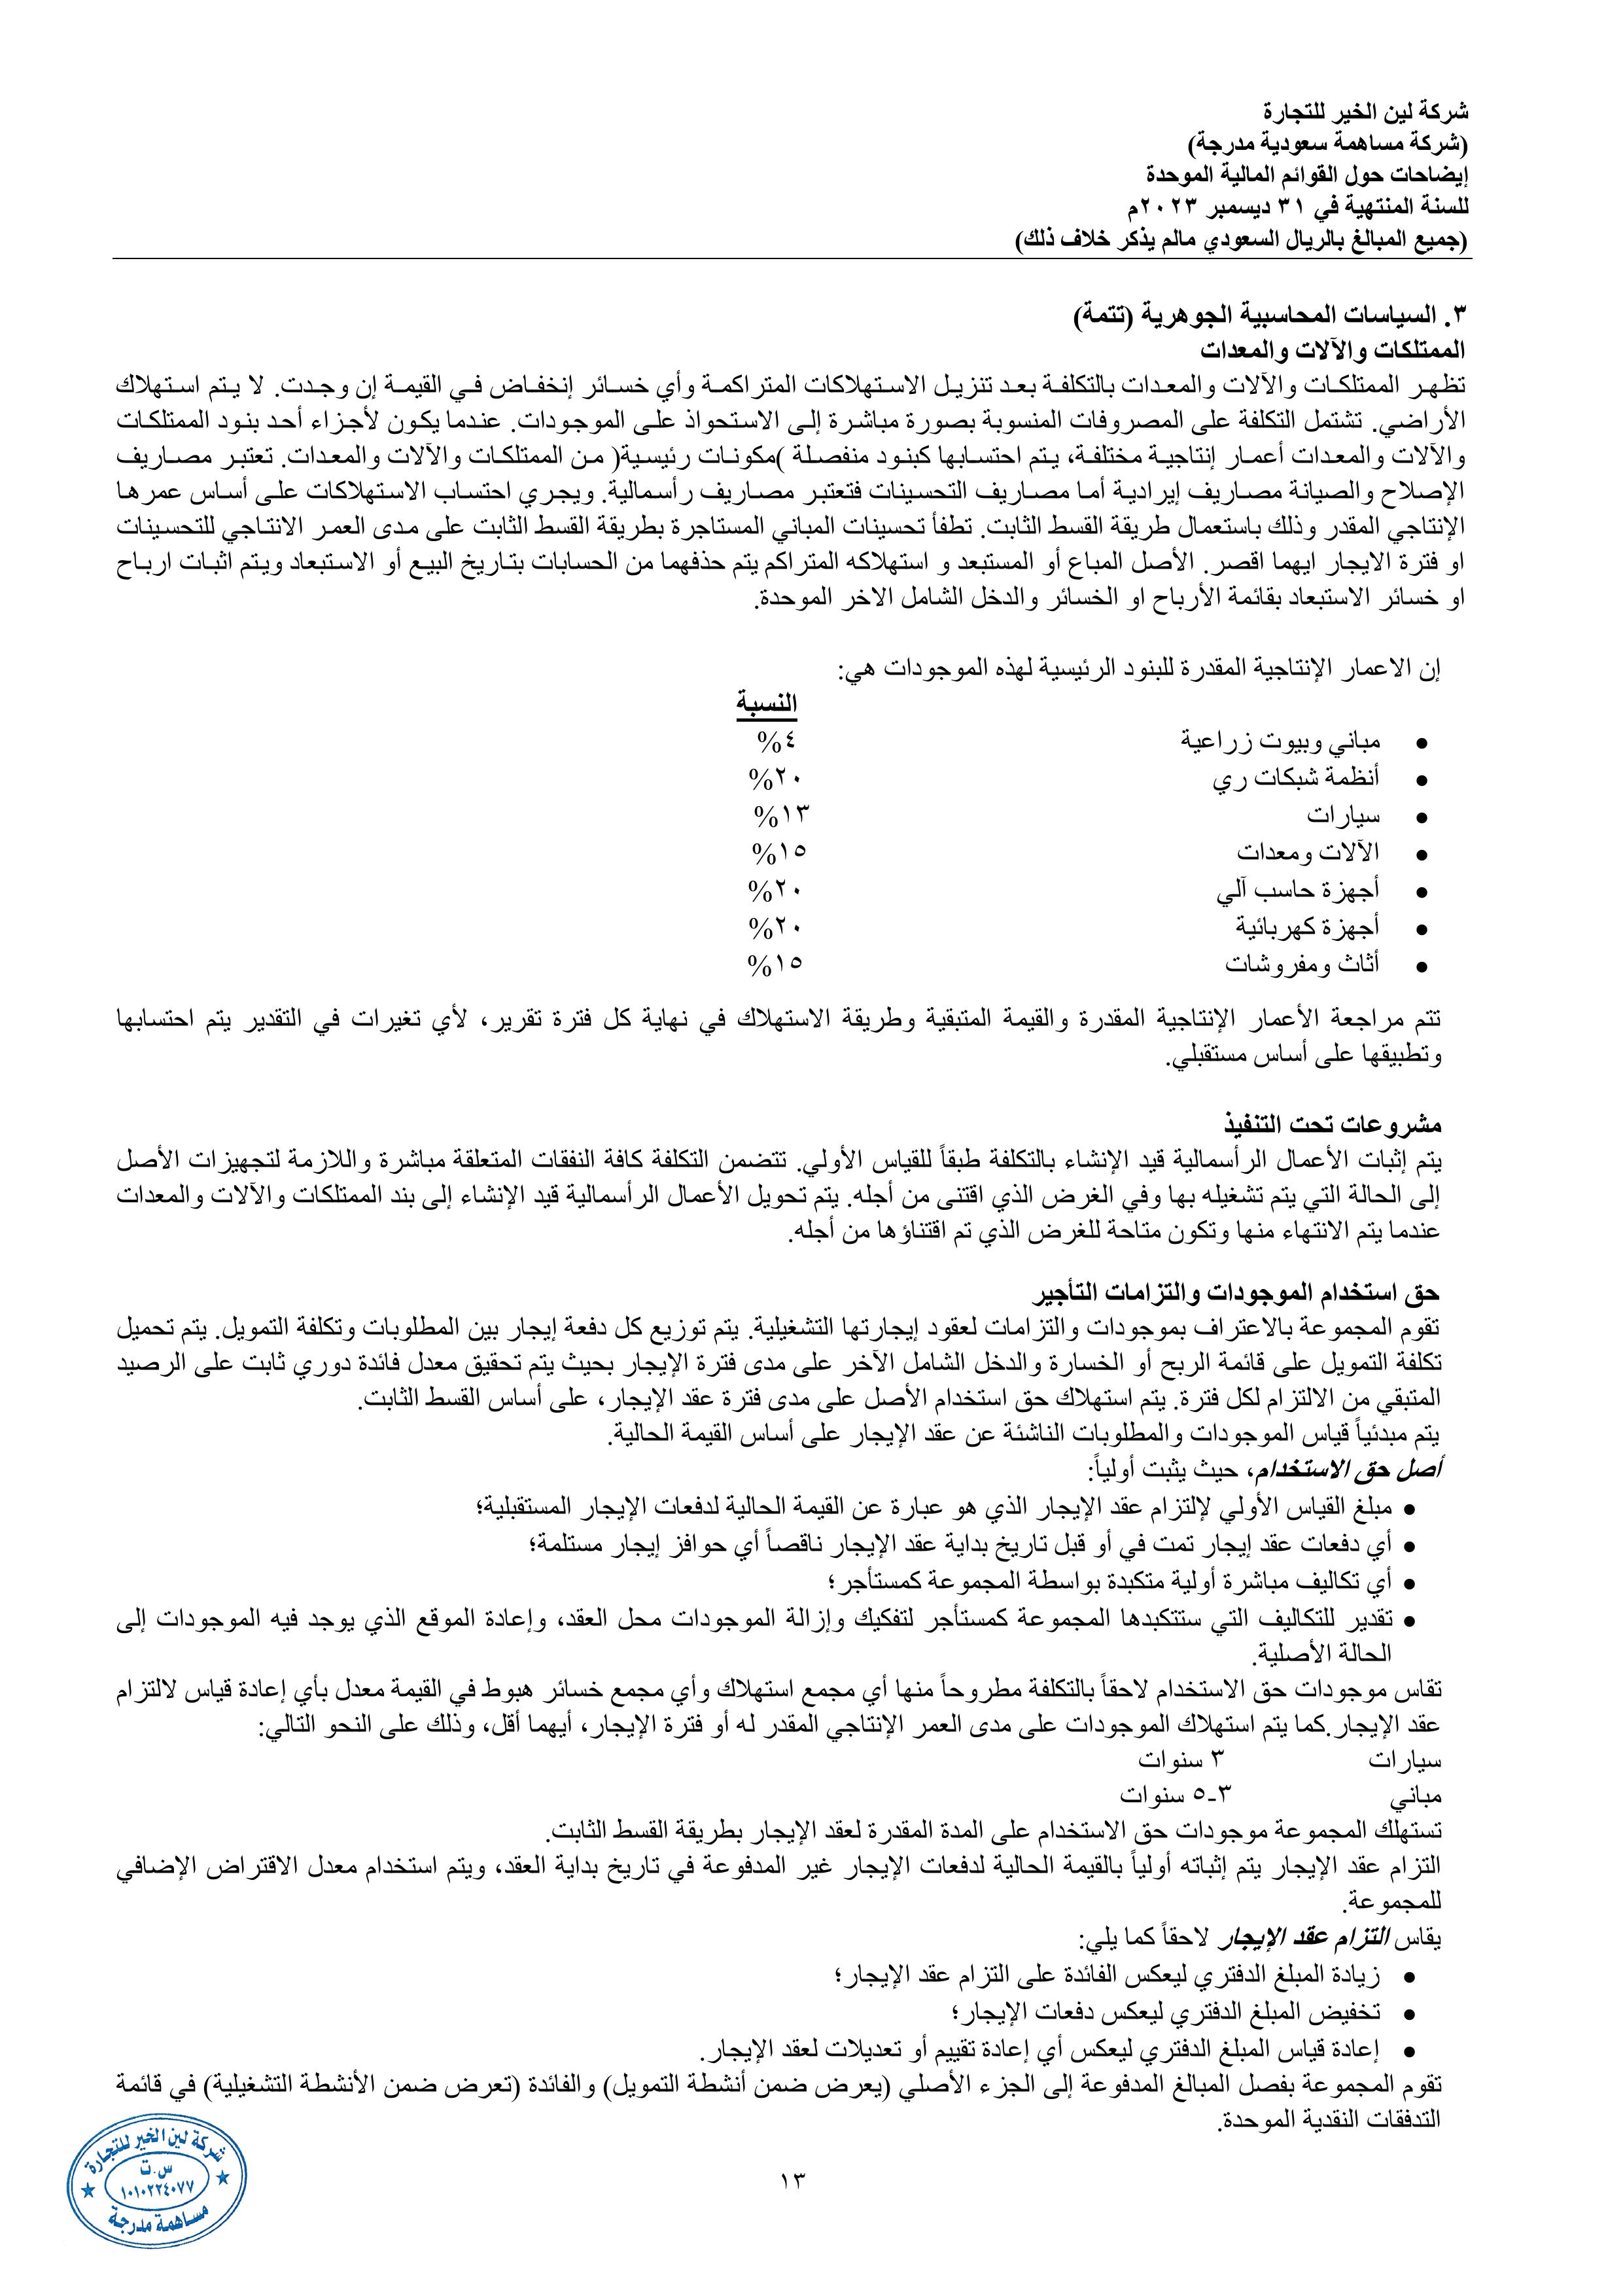 شركة لين الخير للتجارة
(شركة مساهمة سعودية مدرجة)
إيضاحات حول القوائم المالية الموحدة
للسنة المنتهية في ٣١ ديسمبر ٢٠٢٣م
(جميع المبالغ بالريال السعودي مالم يذكر خلاف ذلك)
٣. السياسات المحاسبية الجوهرية (تتمة)
الممتلكات والآلات والمعدات
تظهر الممتلكات والآلات والمعدات بالتكلفة بعد تنزيل الاستهلاكات المتراكمة وأي خسائر إنخفاض في القيمة إن وجدت. لا يتم استهلاك
الأراضي. تشتمل التكلفة على المصروفات المنسوبة بصورة مباشرة إلى الاستحواذ على الموجودات. عندما يكون لأجزاء أحد بنود الممتلكات
والآلات والمعدات أعمار إنتاجية مختلفة، يتم احتسابها كبنود منفصلة )مكونات رئيسية( من الممتلكات والآلات والمعدات. تعتبر مصاريف
الإصلاح والصيانة مصاريف إيرادية أما مصاريف التحسينات فتعتبر مصاريف رأسمالية. ويجري احتساب الاستهلاكات على أساس عمرها
الإنتاجي المقدر وذلك باستعمال طريقة القسط الثابت. تطفأ تحسينات المباني المستاجرة بطريقة القسط الثابت على مدى العمر الانتاجي للتحسينات
او فترة الايجار ايهما اقصر. الأصل المباع أو المستبعد و استهلاكه المتراكم يتم حذفهما من الحسابات بتاريخ البيع أو الاستبعاد ويتم اثبات ارباح
او خسائر الاستبعاد بقائمة الأرباح او الخسائر والدخل الشامل الاخر الموحدة.
إن الاعمار الإنتاجية المقدرة للبنود الرئيسية لهذه الموجودات هي:
النسبة
• مباني وبيوت زراعية ٤%
• أنظمة شبكات ري ٢٠%
• سيارات ١٣%
• الآلات ومعدات ١٥%
• أجهزة حاسب آلي ٢٠%
• أجهزة كهربائية ٢٠%
• أثاث ومفروشات ١٥%
تتم مراجعة الأعمار الإنتاجية المقدرة والقيمة المتبقية وطريقة الاستهلاك في نهاية كل فترة تقرير، لأي تغيرات في التقدير يتم احتسابها
وتطبيقها على أساس مستقبلي.
مشروعات تحت التنفيذ
يتم إثبات الأعمال الرأسمالية قيد الإنشاء بالتكلفة طبقاً للقياس الأولي. تتضمن التكلفة كافة النفقات المتعلقة مباشرة واللازمة لتجهيزات الأصل
إلى الحالة التي يتم تشغيله بها وفي الغرض الذي اقتنى من أجله. يتم تحويل الأعمال الرأسمالية قيد الإنشاء إلى بند الممتلكات والآلات والمعدات
عندما يتم الانتهاء منها وتكون متاحة للغرض الذي تم اقتناؤها من أجله.
حق استخدام الموجودات والتزامات التأجير
تقوم المجموعة بالاعتراف بموجودات والتزامات لعقود إيجارتها التشغيلية. يتم توزيع كل دفعة إيجار بين المطلوبات وتكلفة التمويل. يتم تحميل
تكلفة التمويل على قائمة الربح أو الخسارة والدخل الشامل الآخر على مدى فترة الإيجار بحيث يتم تحقيق معدل فائدة دوري ثابت على الرصيد
المتبقي من الالتزام لكل فترة. يتم استهلاك حق استخدام الأصل على مدى فترة عقد الإيجار، على أساس القسط الثابت.
يتم مبدئياً قياس الموجودات والمطلوبات الناشئة عن عقد الإيجار على أساس القيمة الحالية.
أصل حق الاستخدام، حيث يثبت أولياً:
• مبلغ القياس الأولي لإلتزام عقد الإيجار الذي هو عبارة عن القيمة الحالية لدفعات الإيجار المستقبلية؛
• أي دفعات عقد إيجار تمت في أو قبل تاريخ بداية عقد الإيجار ناقصاً أي حوافز إيجار مستلمة؛
• أي تكاليف مباشرة أولية متكبدة بواسطة المجموعة كمستأجر؛
• تقدير للتكاليف التي ستتكبدها المجموعة كمستأجر لتفكيك وإزالة الموجودات محل العقد، وإعادة الموقع الذي يوجد فيه الموجودات إلى
الحالة الأصلية.
تقاس موجودات حق الاستخدام لاحقاً بالتكلفة مطروحاً منها أي مجمع استهلاك وأي مجمع خسائر هبوط في القيمة معدل بأي إعادة قياس لالتزام
عقد الإيجار.كما يتم استهلاك الموجودات على مدى العمر الإنتاجي المقدر له أو فترة الإيجار، أيهما أقل، وذلك على النحو التالي:
سيارات ٣ سنوات
مباني ٣-٥ سنوات
تستهلك المجموعة موجودات حق الاستخدام على المدة المقدرة لعقد الإيجار بطريقة القسط الثابت.
التزام عقد الإيجار يتم إثباته أولياً بالقيمة الحالية لدفعات الإيجار غير المدفوعة في تاريخ بداية العقد، ويتم استخدام معدل الاقتراض الإضافي
للمجموعة.
يقاس التزام عقد الإيجار لاحقاً كما يلي:
• زيادة المبلغ الدفتري ليعكس الفائدة على التزام عقد الإيجار؛
• تخفيض المبلغ الدفتري ليعكس دفعات الإيجار؛
• إعادة قياس المبلغ الدفتري ليعكس أي إعادة تقييم أو تعديلات لعقد الإيجار.
تقوم المجموعة بفصل المبالغ المدفوعة إلى الجزء الأصلي (يعرض ضمن أنشطة التمويل) والفائدة (تعرض ضمن الأنشطة التشغيلية) في قائمة
التدفقات النقدية الموحدة.
شركة لين الخير للتجارة
س.ت
١٠١٠٢٢٤٠٧٧
مساهمة مدرجة
١٣